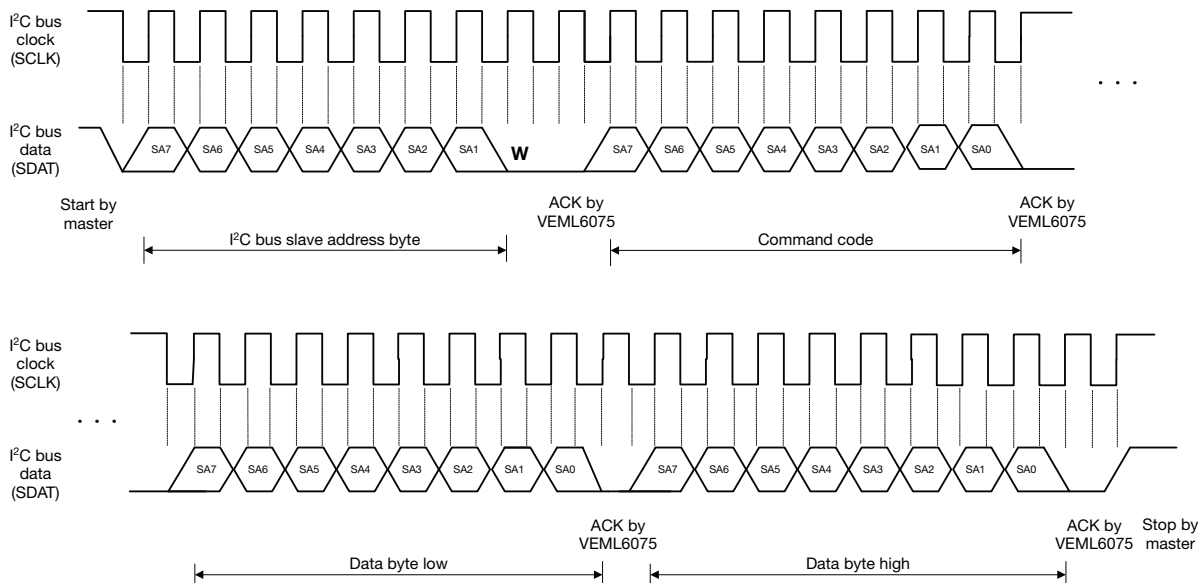 I²C bus
clock
(SCLK)
. . .
I²C bus
data
(SDAT)
SA7 SA6 SA5 SA4 SA3 SA2 SA1 W SA7 SA6 SA5 SA4 SA3 SA2 SA1 SA0
Start by
master
ACK by
VEML6075
ACK by
VEML6075
I²C bus slave address byte
Command code
I²C bus
clock
(SCLK)
. . .
I²C bus
data
(SDAT)
SA7 SA6 SA5 SA4 SA3 SA2 SA1 SA0 SA7 SA6 SA5 SA4 SA3 SA2 SA1 SA0
ACK by
VEML6075
ACK by
VEML6075
Stop by
master
Data byte low
Data byte high